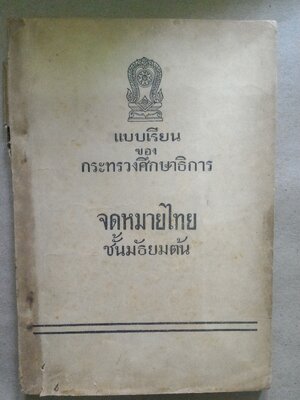 แบบเรียน
ของ
กระทรวงศึกษาธิการ
จดหมายไทย
ชั้นมัธยมต้น